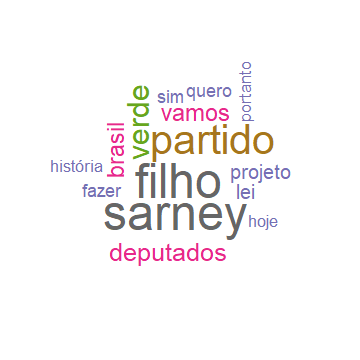 portanto
sim quero
verde
vamos
brasil
partido
história
filho
projeto
fazer
lei
sarney
hoje
deputados